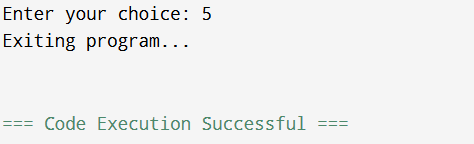 Enter your choice: 5
Exiting program...
=== Code Execution Successful ===